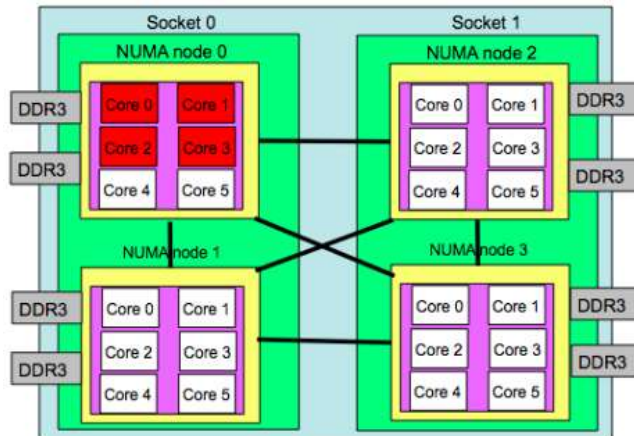 Socket 0
Socket 1
NUMA node 0
NUMA node 2
DDR3
DDR3
Core 0 Core 1
Core 2 Core 3
Core 4 Core 5
Core 0 Core 1
Core 2 Core 3
Core 4 Core 5
DDR3
DDR3
NUMA node 1
NUMA node 3
DDR3
DDR3
Core 0 Core 1
Core 2 Core 3
Core 4 Core 5
Core 0 Core 1
Core 2 Core 3
Core 4 Core 5
DDR3
DDR3